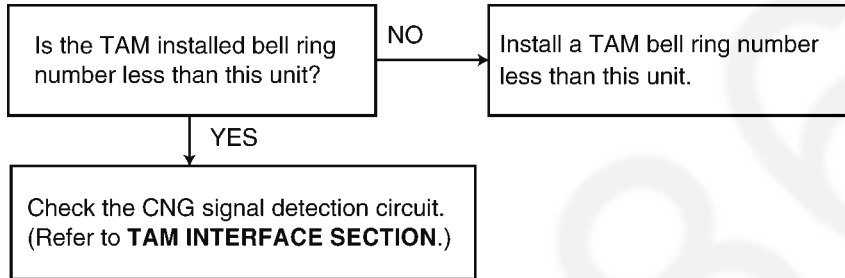 Is the TAM installed bell ring
number less than this unit?
NO
Install a TAM bell ring number
less than this unit.
YES
Check the CNG signal detection circuit.
(Refer to TAM INTERFACE SECTION.)